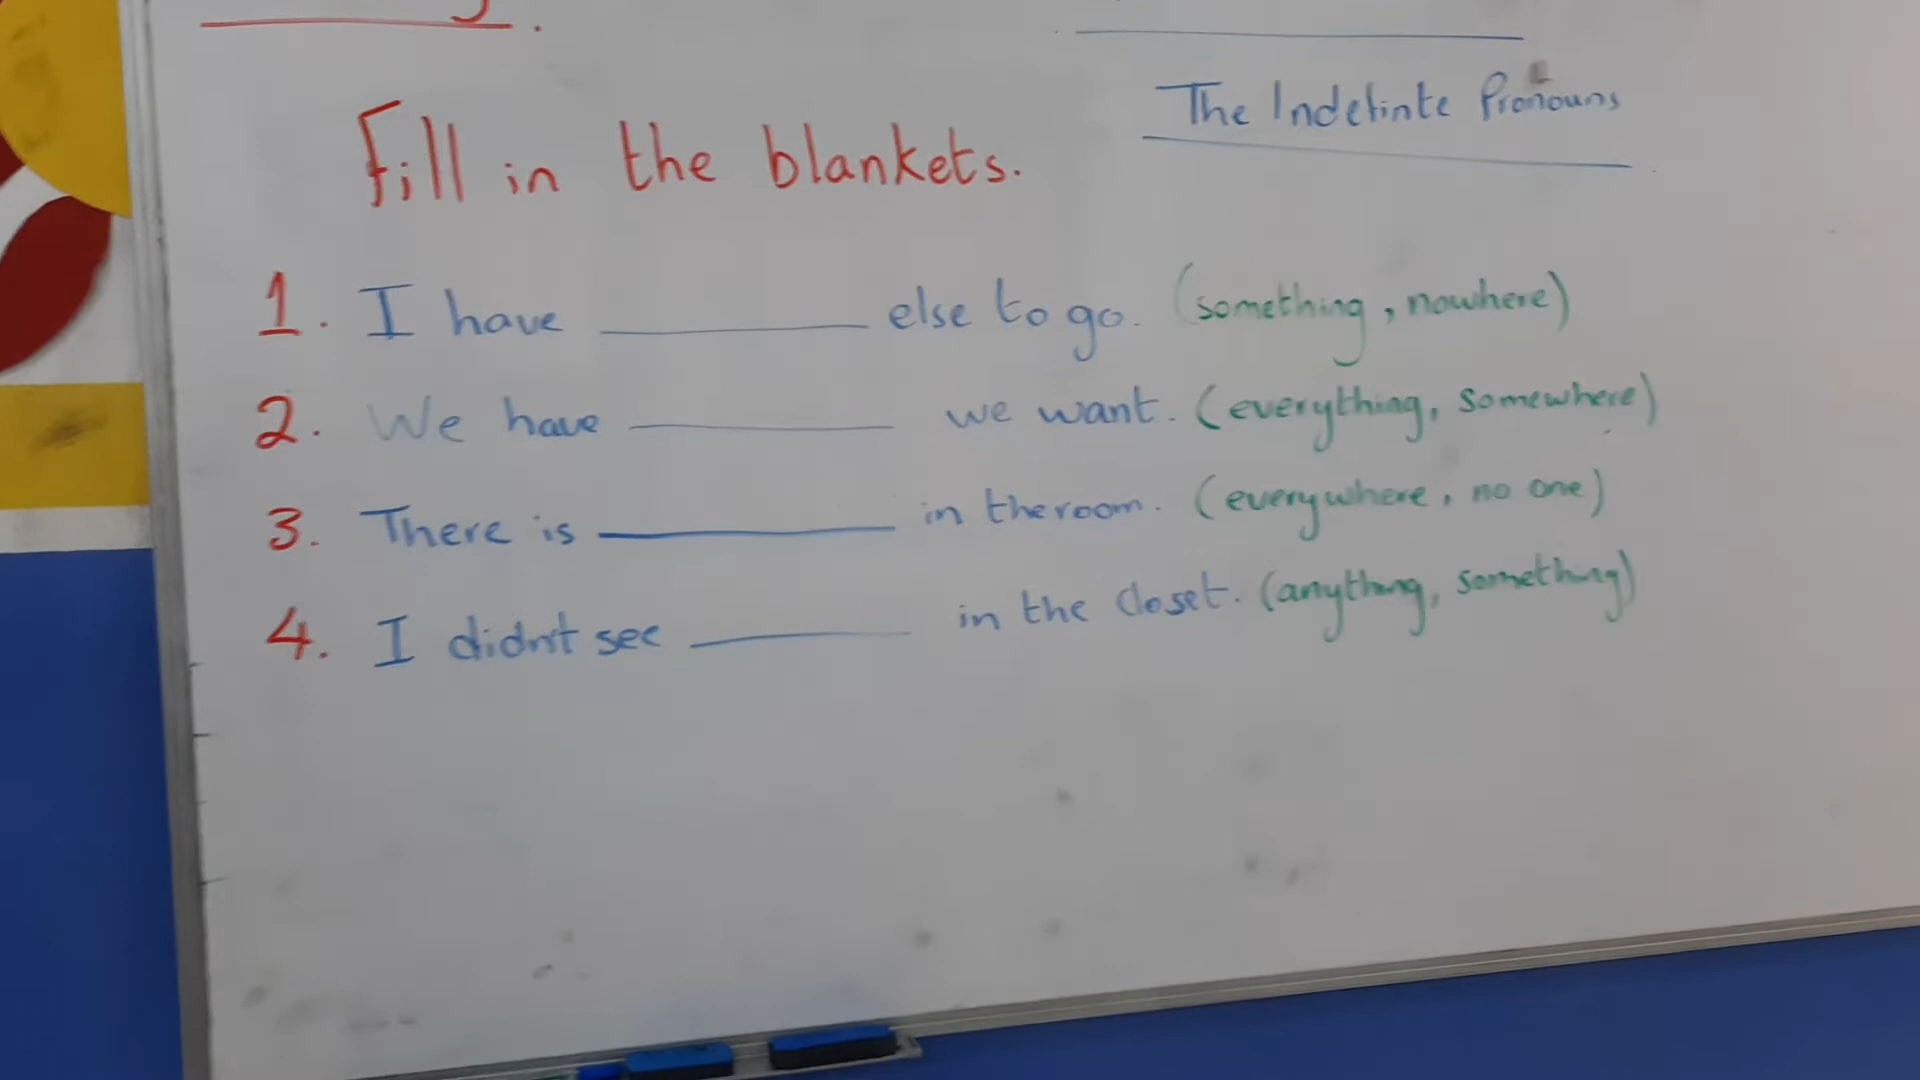 The Indefinte Pronouns
Fill in the blankets.
1. I have ________ else to go. (something, nowhere)
2. We have ________ we want. (everything, somewhere)
3. There is ________ in the room. (everywhere, no one)
4. I didn't see ________ in the closet. (anything, something)